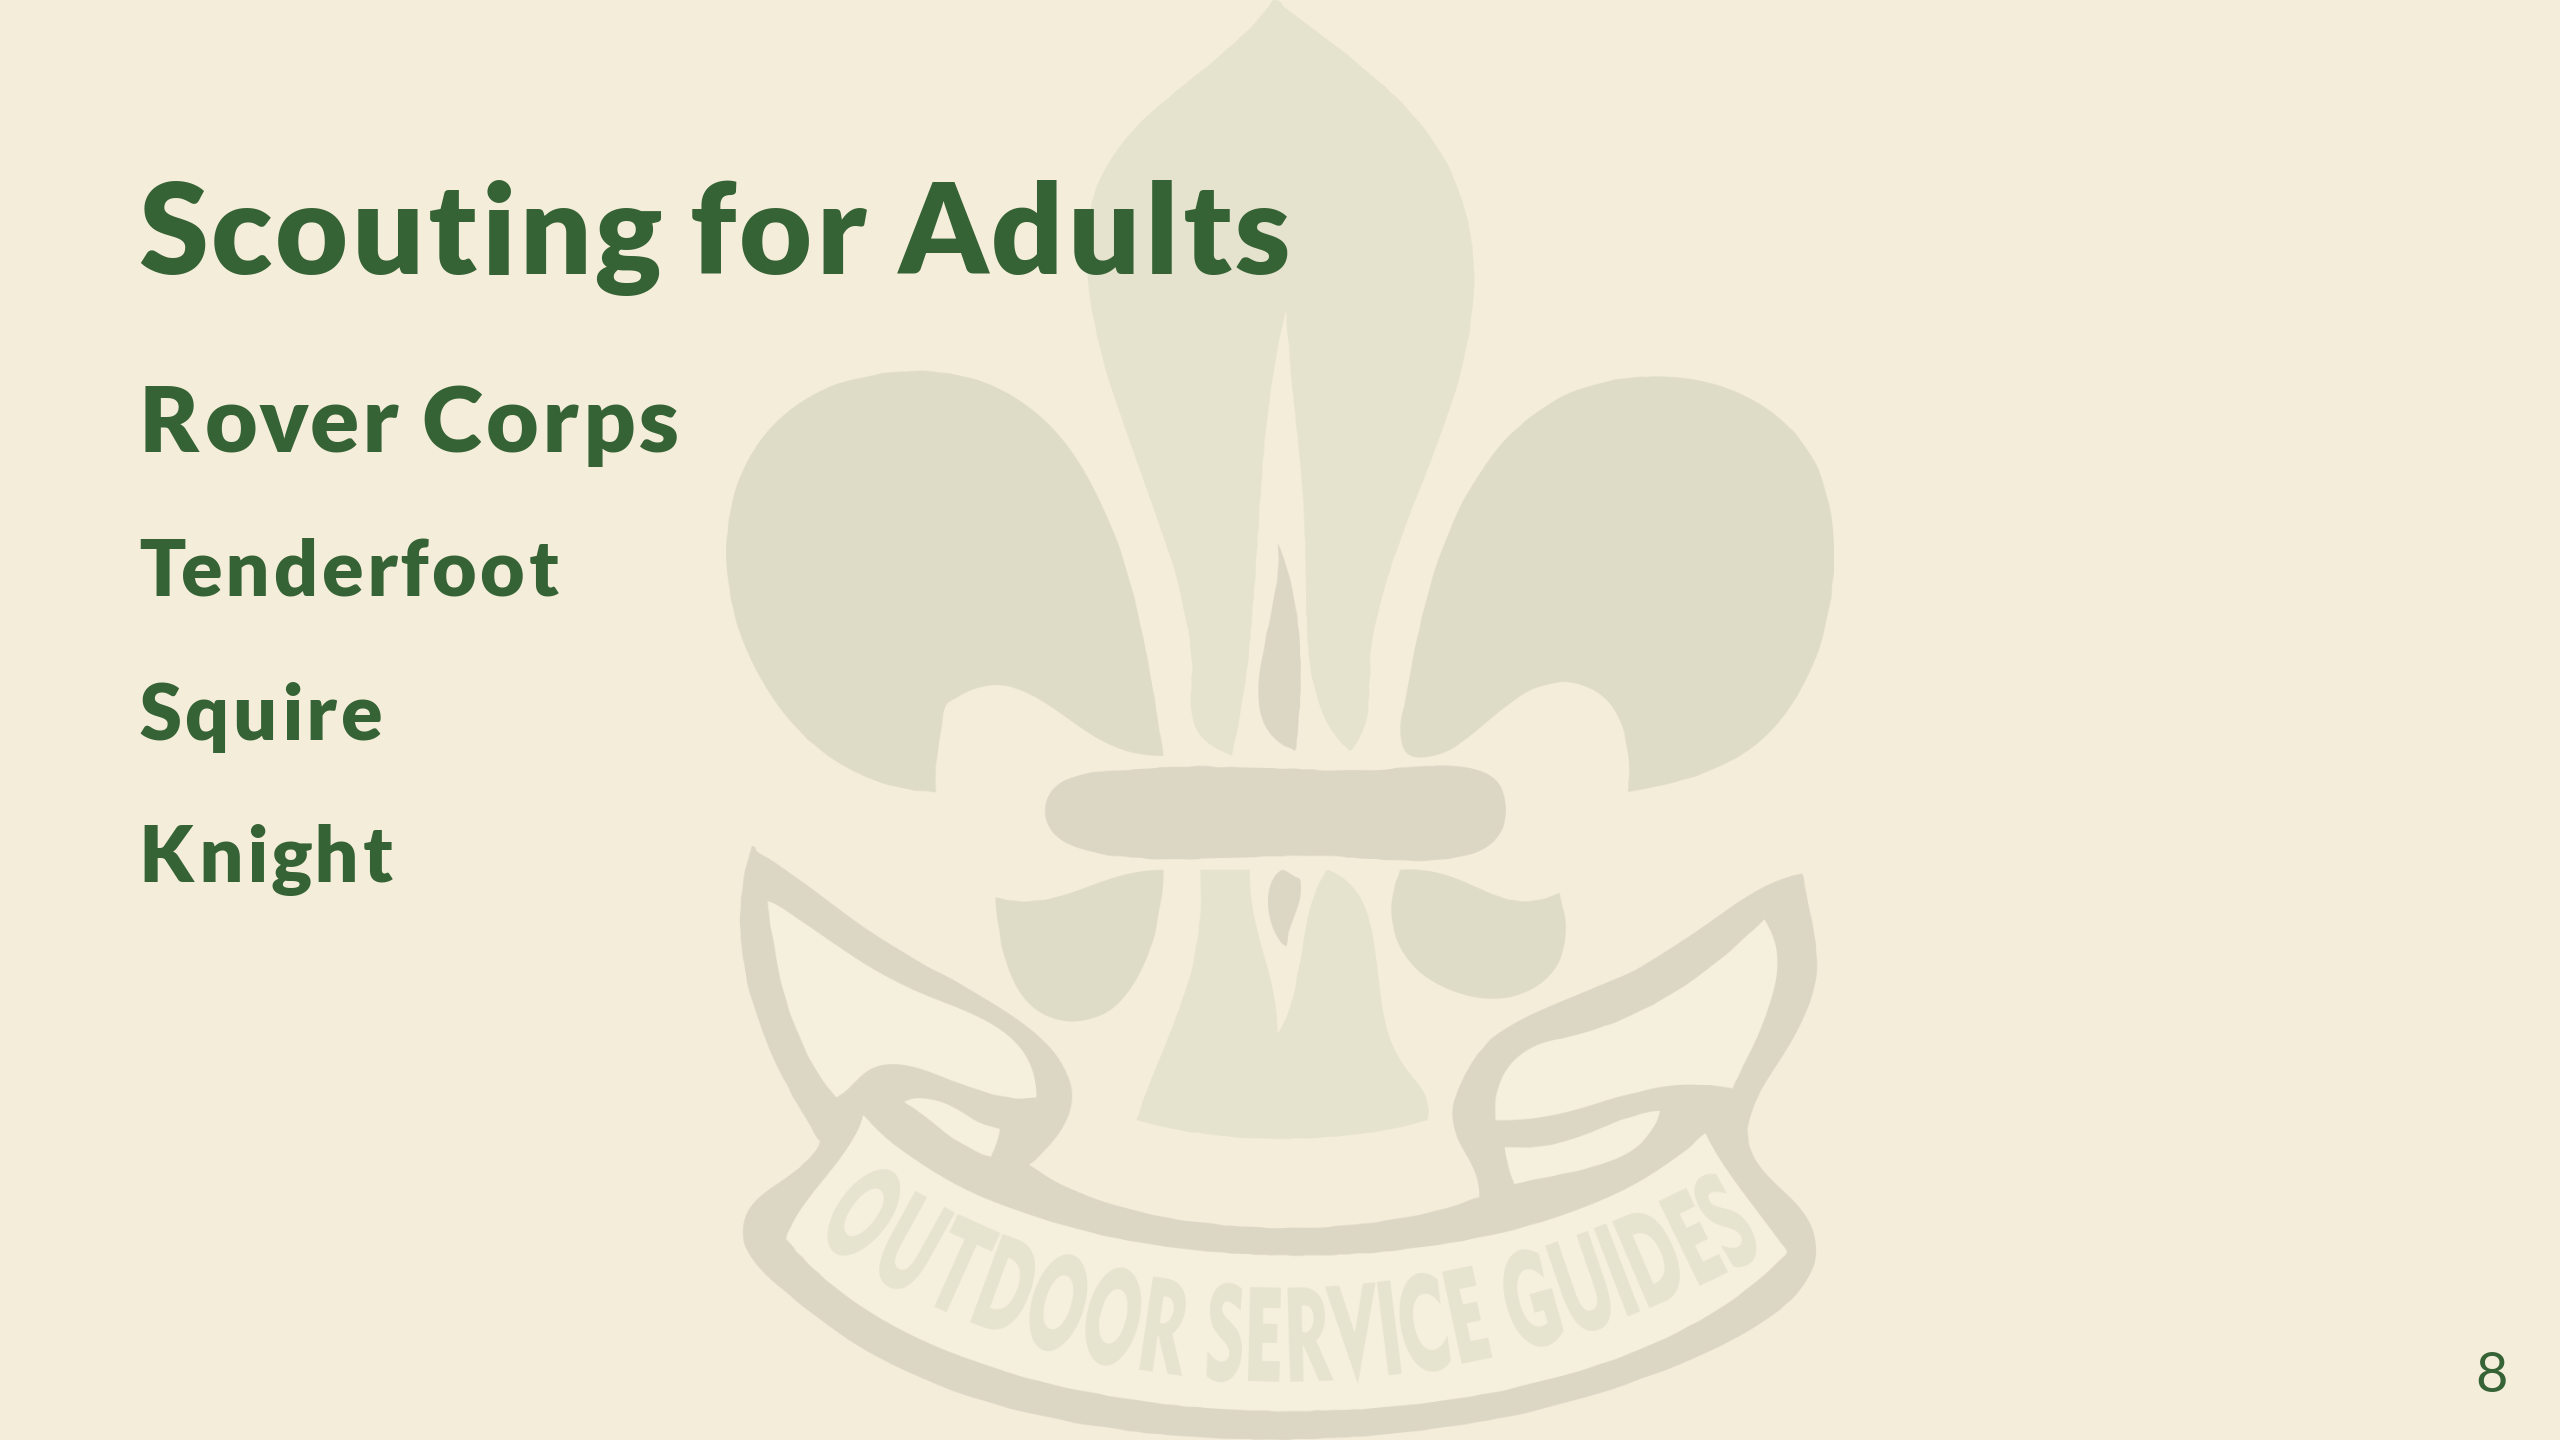 Scouting for Adults
Rover Corps
Tenderfoot
Squire
Knight
OUTDOOR SERVICE GUIDES
8